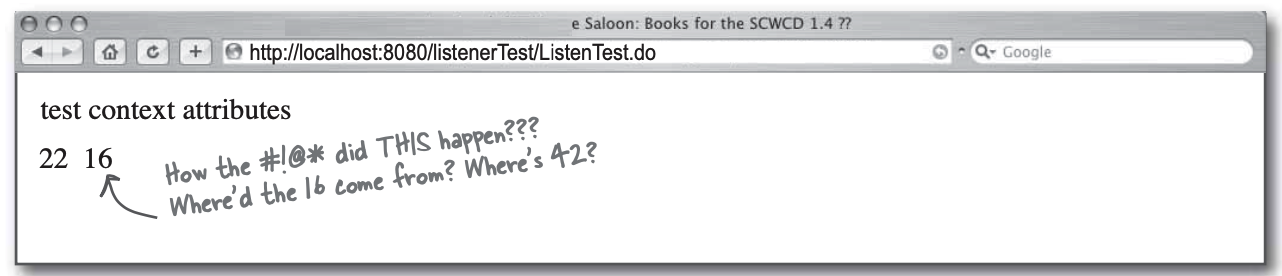 e Saloon: Books for the SCWCD 1.4 ??
http://localhost:8080/listenerTest/ListenTest.do
Google
test context attributes
22 16
How the #!@* did THIS happen???
Where'd the 16 come from? Where's 42?